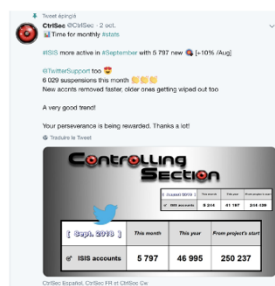 Tweet épinglé
CtrlSec @CtrlSec · 2 oct.
Time for monthly #stats
#ISIS more active in #September with 5 797 new [+10% /Aug]
@TwitterSupport too
6 029 suspensions this month
New accnts removed faster, older ones getting wiped out too
A very good trend!
Your perseverance is being rewarded. Thanks a lot!
Traduire le Tweet
Controlling
Section
[ Sept. 2018 ] This month This year From project's start
ISIS accounts 5 797 46 995 250 237
CtrlSec Español, CtrlSec FR et CtrlSec Ger